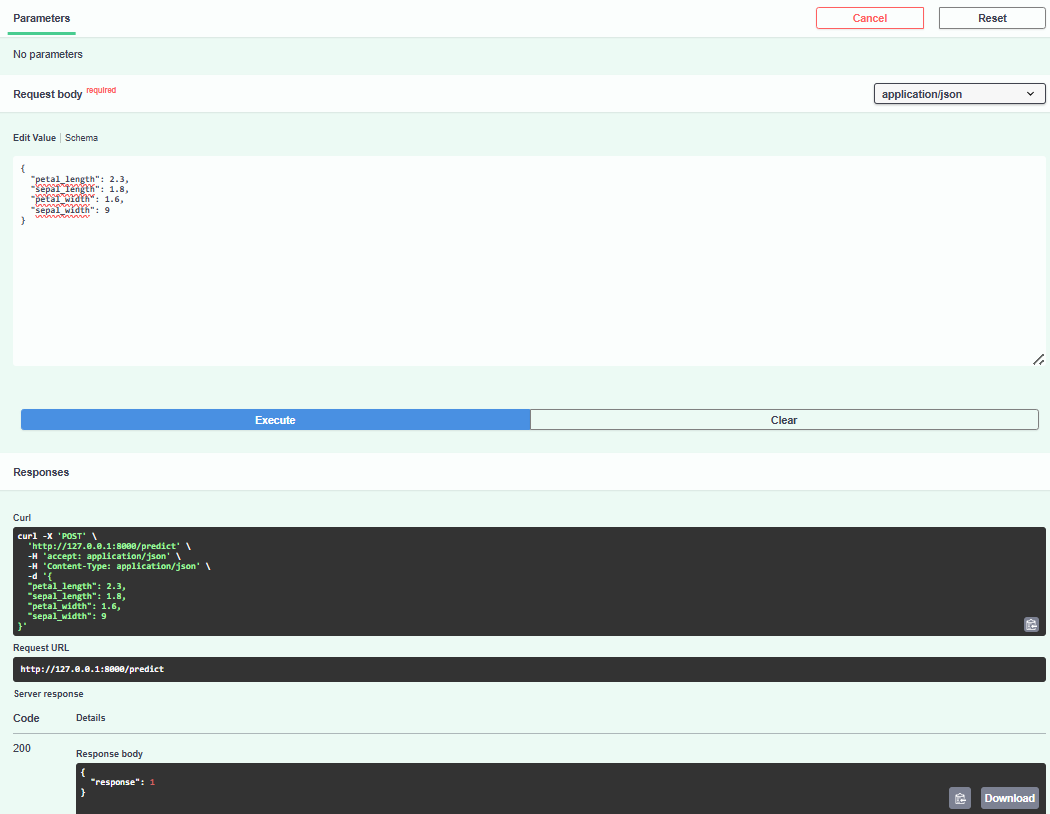 Parameters
Cancel
Reset
No parameters
Request body required
application/json
Edit Value | Schema
{
  "petal_length": 2.3,
  "sepal_length": 1.8,
  "petal_width": 1.6,
  "sepal_width": 9
}
Execute
Clear
Responses
Curl
curl -X 'POST' \
  'http://127.0.0.1:8000/predict' \
  -H 'accept: application/json' \
  -H 'Content-Type: application/json' \
  -d '{
  "petal_length": 2.3,
  "sepal_length": 1.8,
  "petal_width": 1.6,
  "sepal_width": 9
}'
Request URL
http://127.0.0.1:8000/predict
Server response
Code
Details
200
Response body
{
  "response": 1
}
Download